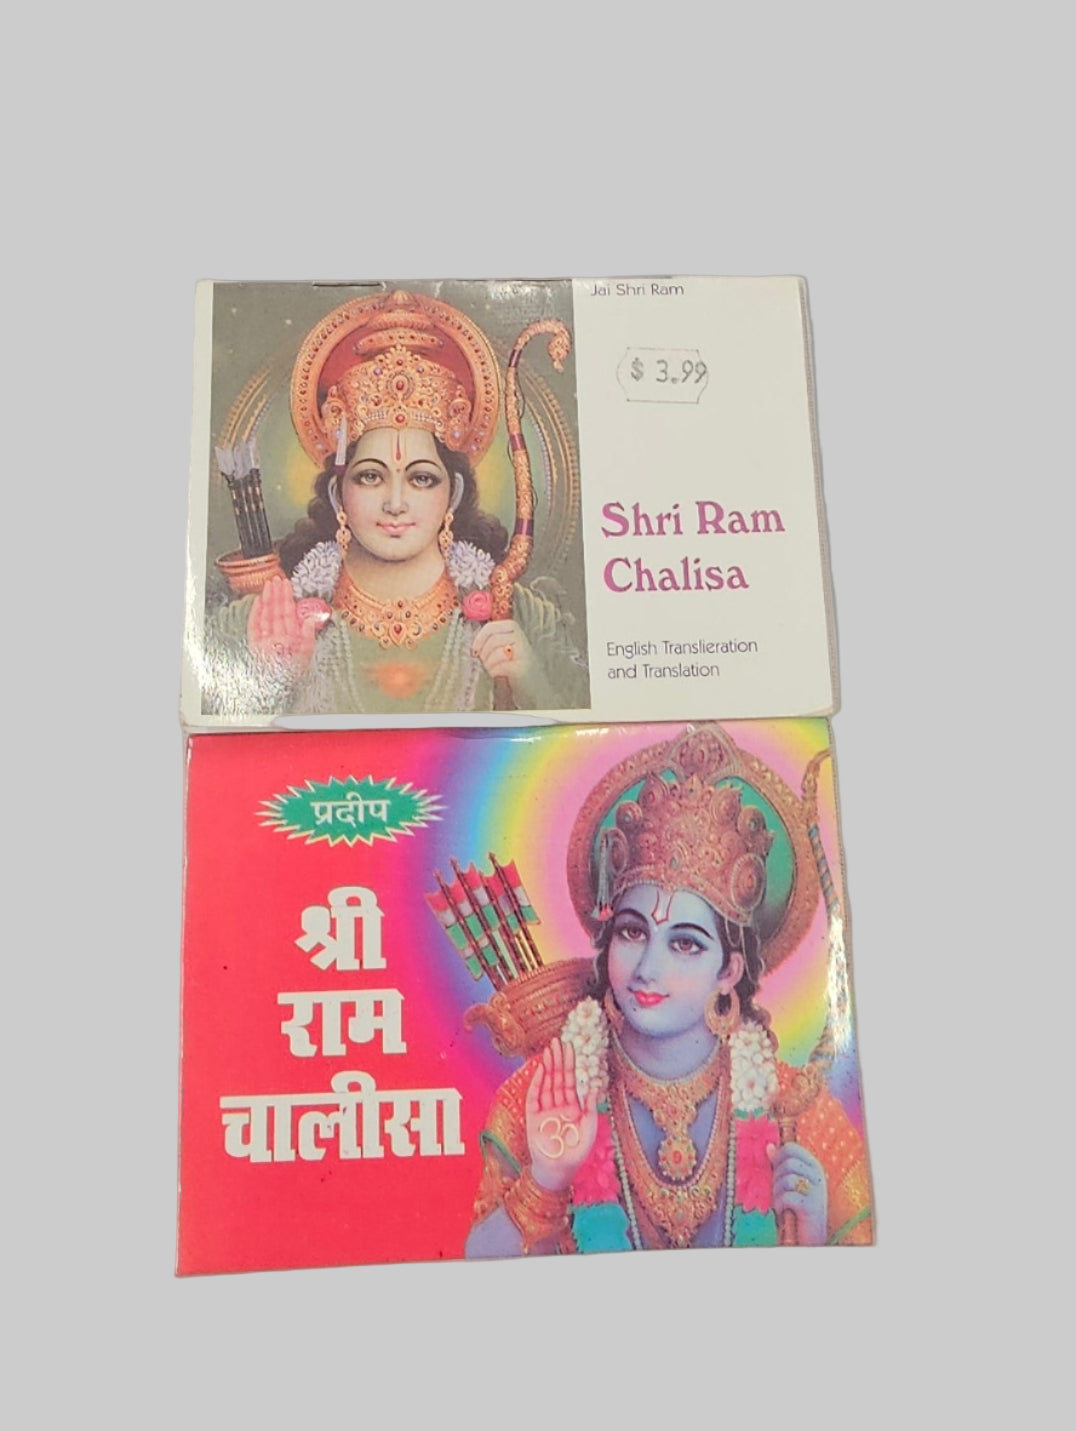 Jai Shri Ram
$ 3.99
Shri Ram
Chalisa
English Translieration
and Translation
प्रदीप
श्री
राम
चालीसा
ॐ